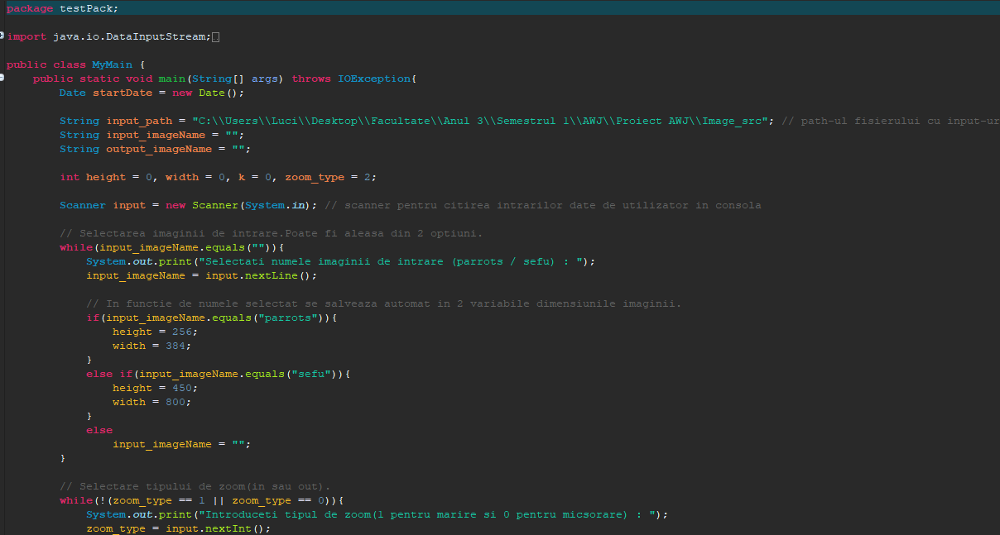 package testPack;
import java.io.DataInputStream;
public class MyMain {
public static void main(String[] args) throws IOException{
Date startDate = new Date();
String input_path = "C:\\Users\\Luci\\Desktop\\Facultate\\Anul 3\\Semestrul 1\\AWJ\\Proiect AWJ\\Image_src"; // path-ul fisierului cu input-ur
String input_imageName = "";
String output_imageName = "";
int height = 0, width = 0, k = 0, zoom_type = 2;
Scanner input = new Scanner(System.in); // scanner pentru citirea intrarilor date de utilizator in consola
// Selectarea imaginii de intrare.Poate fi aleasa din 2 optiuni.
while(input_imageName.equals("")){
System.out.print("Selectati numele imaginii de intrare (parrots / sefu) : ");
input_imageName = input.nextLine();
// In functie de numele selectat se salveaza automat in 2 variabile dimensiunile imaginii.
if(input_imageName.equals("parrots")){
height = 256;
width = 384;
}
else if(input_imageName.equals("sefu")){
height = 450;
width = 800;
}
else
input_imageName = "";
}
// Selectare tipului de zoom(in sau out).
while(!(zoom_type == 1 || zoom_type == 0)){
System.out.print("Introduceti tipul de zoom(1 pentru marire si 0 pentru micsorare) : ");
zoom_type = input.nextInt();